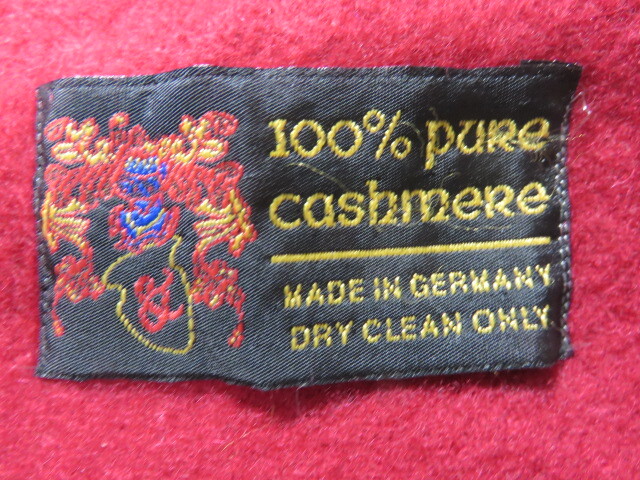 100% pure
cashmere
MADE IN GERMANY
DRY CLEAN ONLY